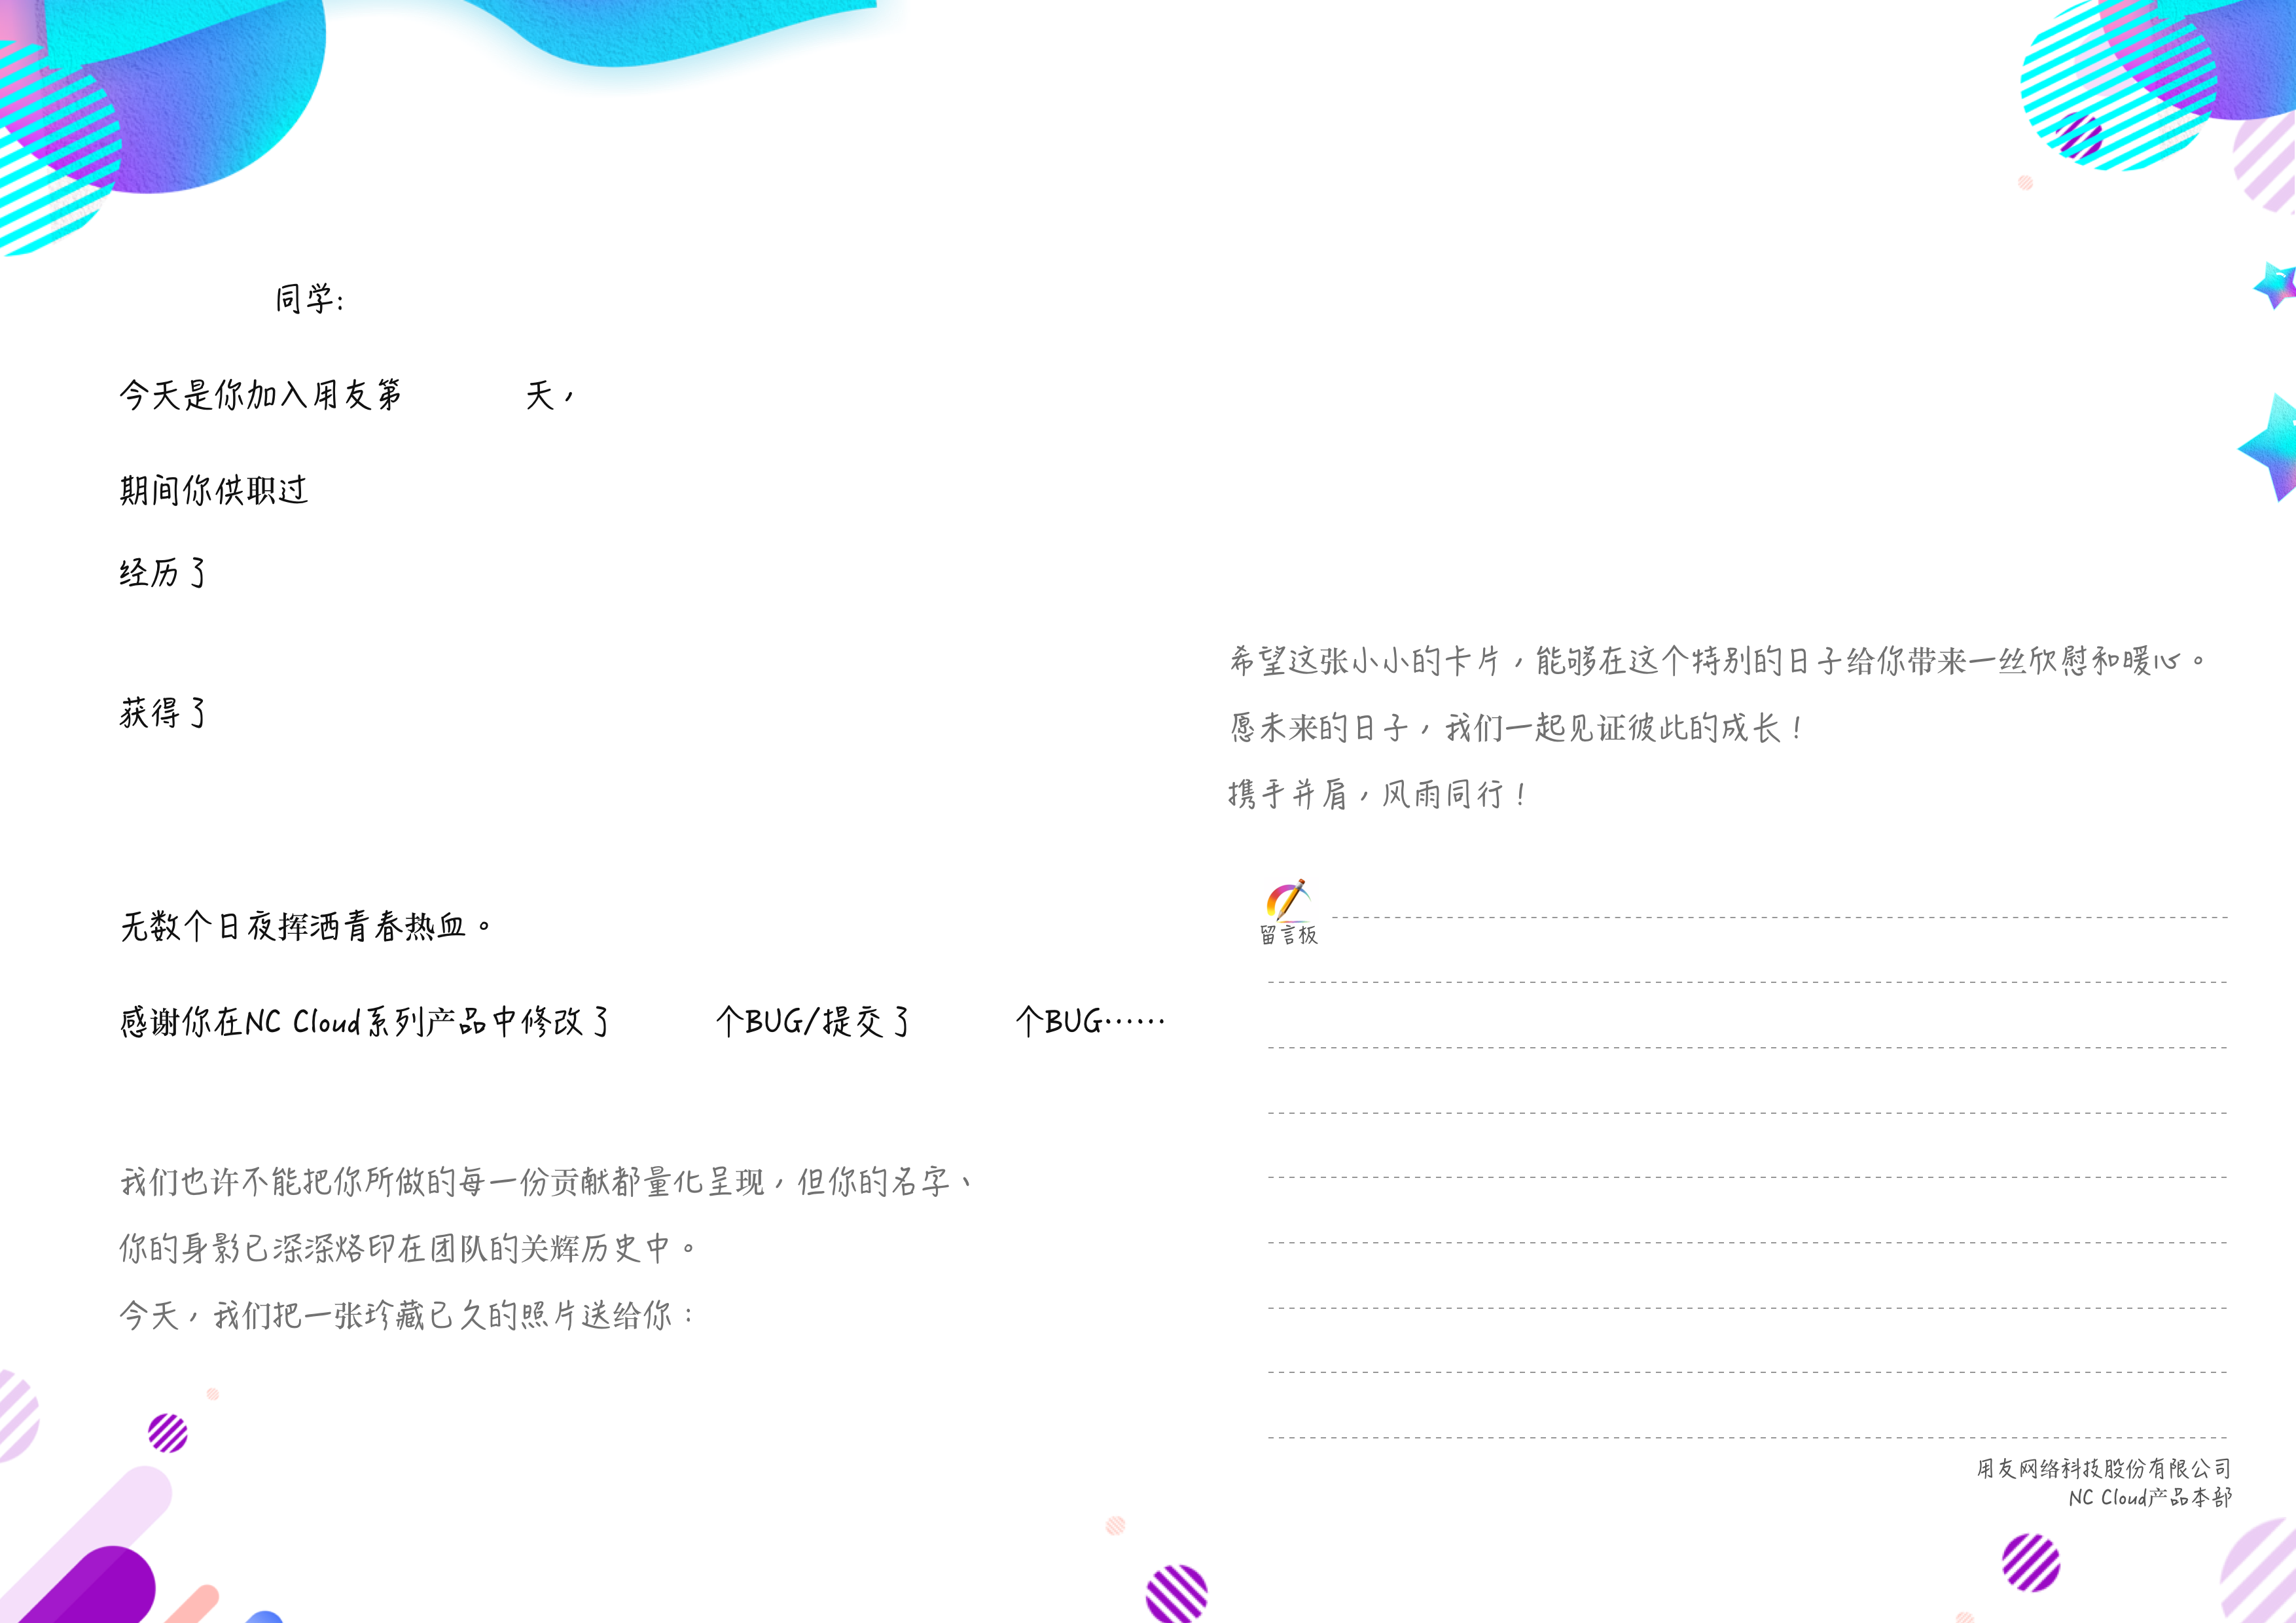 同学:
今天是你加入用友第 天，
期间你供职过
经历了
获得了
无数个日夜挥洒青春热血。
感谢你在NC Cloud系列产品中修改了 个BUG/提交了 个BUG……
我们也许不能把你所做的每一份贡献都量化呈现，但你的名字、
你的身影已深深烙印在团队的关辉历史中。
今天，我们把一张珍藏已久的照片送给你：
希望这张小小的卡片，能够在这个特别的日子给你带来一丝欣慰和暖心。
愿未来的日子，我们一起见证彼此的成长！
携手并肩，风雨同行！
留言板
用友网络科技股份有限公司
NC Cloud产品本部